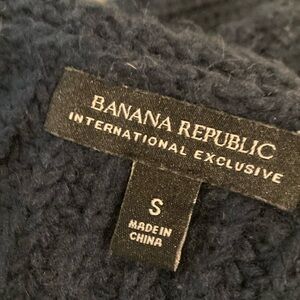 BANANA REPUBLIC
INTERNATIONAL EXCLUSIVE
S
MADE IN
CHINA